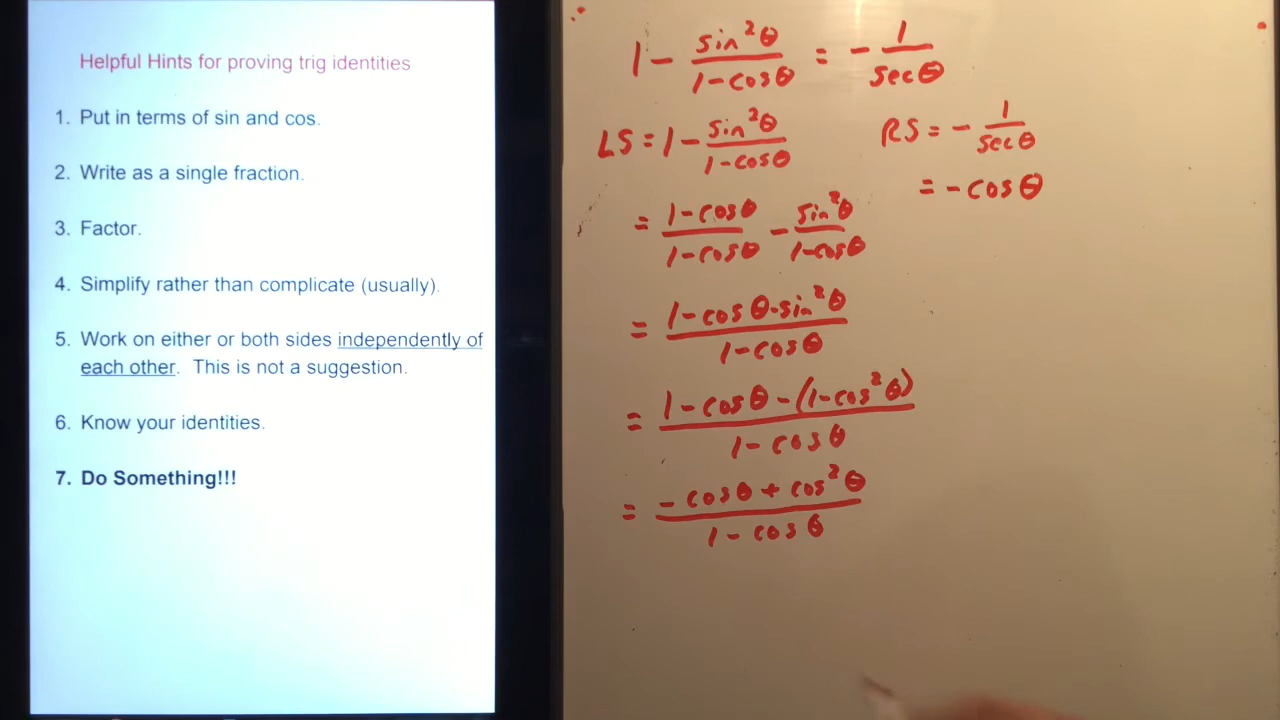 Helpful Hints for proving trig identities
1. Put in terms of sin and cos.
2. Write as a single fraction.
3. Factor.
4. Simplify rather than complicate (usually).
5. Work on either or both sides independently of
each other. This is not a suggestion.
6. Know your identities.
7. Do Something!!!
1 - sin²θ / 1-cosθ = - 1 / secθ
LS = 1 - sin²θ / 1-cosθ
= 1-cosθ / 1-cosθ - sin²θ / 1-cosθ
= 1-cosθ-sin²θ / 1-cosθ
= 1-cosθ-(1-cos²θ) / 1-cosθ
= -cosθ+cos²θ / 1-cosθ
RS = - 1 / secθ
= -cosθ